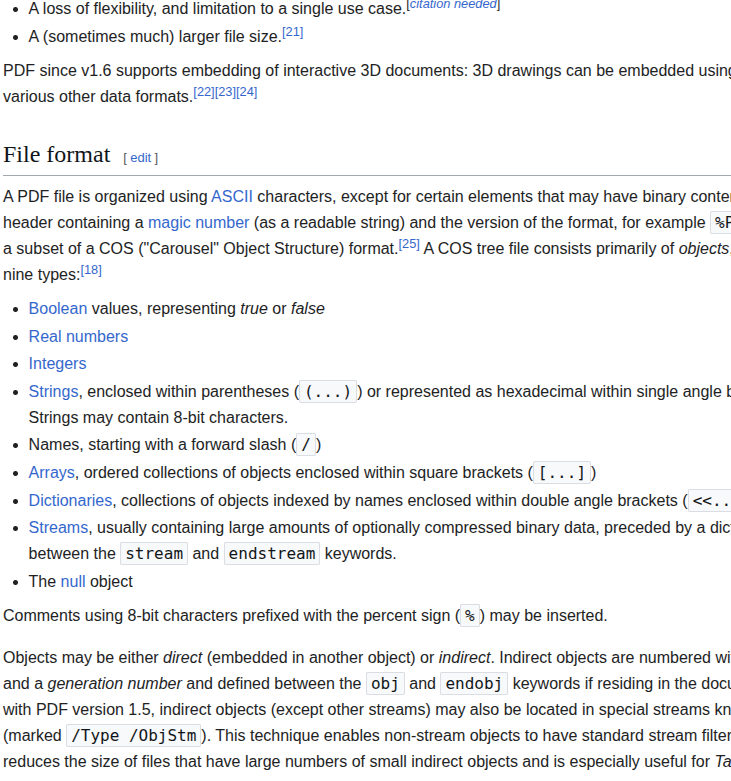 A loss of flexibility, and limitation to a single use case.[citation needed]
A (sometimes much) larger file size.[21]
PDF since v1.6 supports embedding of interactive 3D documents: 3D drawings can be embedded using
various other data formats.[22][23][24]
File format [ edit ]
A PDF file is organized using ASCII characters, except for certain elements that may have binary
header containing a magic number (as a readable string) and the version of the format, for example
a subset of a COS ("Carousel" Object Structure) format.[25] A COS tree file consists primarily of objects,
nine types:[18]
Boolean values, representing true or false
Real numbers
Integers
Strings, enclosed within parentheses ((...)) or represented as hexadecimal within single angle
Strings may contain 8-bit characters.
Names, starting with a forward slash (/)
Arrays, ordered collections of objects enclosed within square brackets ([...])
Dictionaries, collections of objects indexed by names enclosed within double angle brackets (<<..
Streams, usually containing large amounts of optionally compressed binary data, preceded by a
between the stream and endstream keywords.
The null object
Comments using 8-bit characters prefixed with the percent sign (%) may be inserted.
Objects may be either direct (embedded in another object) or indirect. Indirect objects are numbered
and a generation number and defined between the obj and endobj keywords if residing in the
with PDF version 1.5, indirect objects (except other streams) may also be located in special streams
(marked /Type /ObjStm). This technique enables non-stream objects to have standard stream
reduces the size of files that have large numbers of small indirect objects and is especially useful for